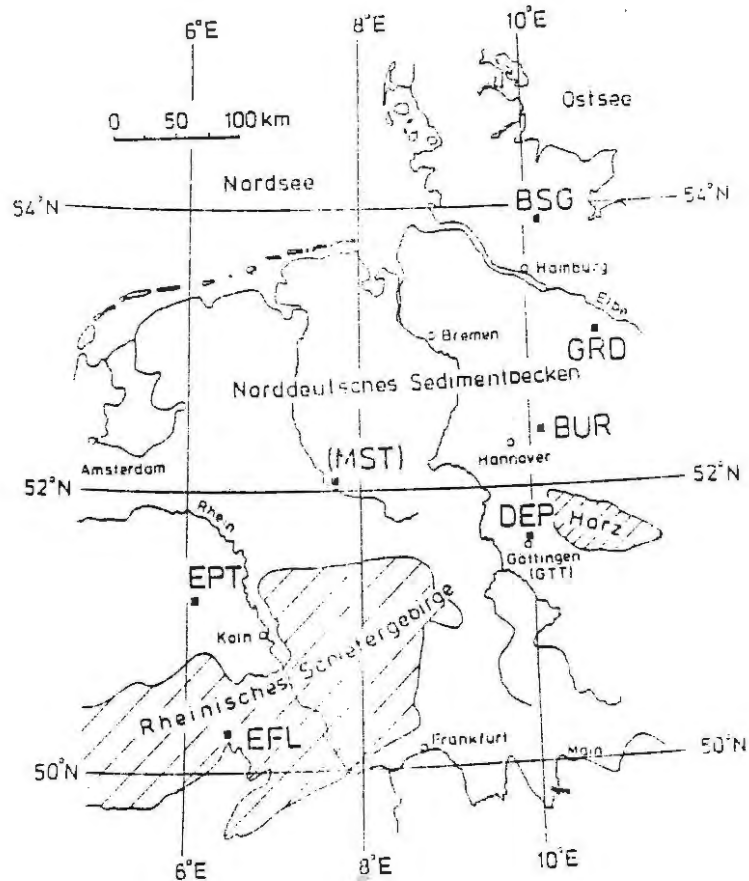 6°E
8°E
10°E
0 50 100 km
Ostsee
Nordsee
54°N
BSG
54°N
Hamburg
Elbe
Bremen
GRD
Norddeutsches Sedimentbecken
BUR
Hannover
Amsterdam
(MST)
52°N
52°N
Rhein
DEP
Harz
Göttingen
(GTT)
EPT
Köln
Rheinisches Schiefergebirge
EFL
Frankfurt
Main
50°N
50°N
6°E
8°E
10°E